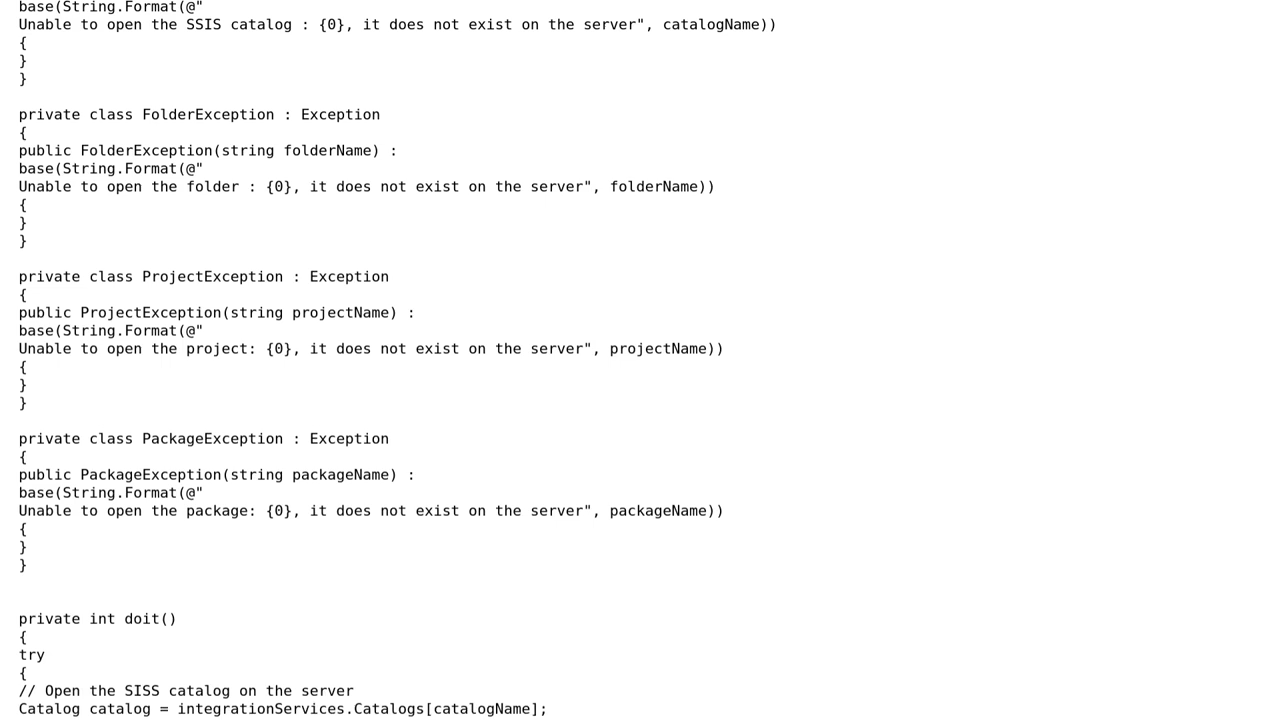 base(String.Format(@"
Unable to open the SSIS catalog : {0}, it does not exist on the server", catalogName))
{
}
}
private class FolderException : Exception
{
public FolderException(string folderName) :
base(String.Format(@"
Unable to open the folder : {0}, it does not exist on the server", folderName))
{
}
}
private class ProjectException : Exception
{
public ProjectException(string projectName) :
base(String.Format(@"
Unable to open the project: {0}, it does not exist on the server", projectName))
{
}
}
private class PackageException : Exception
{
public PackageException(string packageName) :
base(String.Format(@"
Unable to open the package: {0}, it does not exist on the server", packageName))
{
}
}
private int doit()
{
try
{
// Open the SISS catalog on the server
Catalog catalog = integrationServices.Catalogs[catalogName];